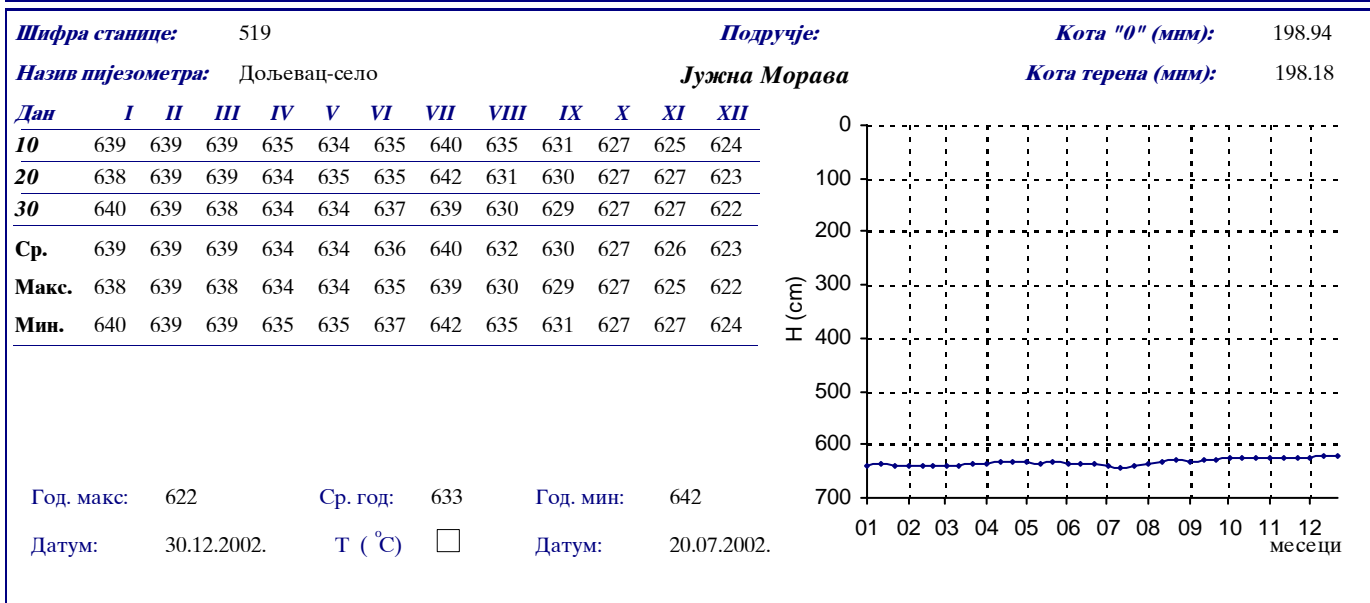 Шифра станице: 519 Подручје: Кота "0" (мнм): 198.94
Назив пијезометра: Дољевац-село Јужна Морава Кота терена (мнм): 198.18
Дан I II III IV V VI VII VIII IX X XI XII
10 639 639 639 635 634 635 640 635 631 627 625 624
20 638 639 639 634 635 635 642 631 630 627 627 623
30 640 639 638 634 634 637 639 630 629 627 627 622
Ср. 639 639 639 634 634 636 640 632 630 627 626 623
Макс. 638 639 638 634 634 635 639 630 629 627 625 622
Мин. 640 639 639 635 635 637 642 635 631 627 627 624
Год. макс: 622 Ср. год: 633 Год. мин: 642
Датум: 30.12.2002. T ( °C) Датум: 20.07.2002.
0
100
200
300
400
500
600
700
H (cm)
01 02 03 04 05 06 07 08 09 10 11 12
месеци